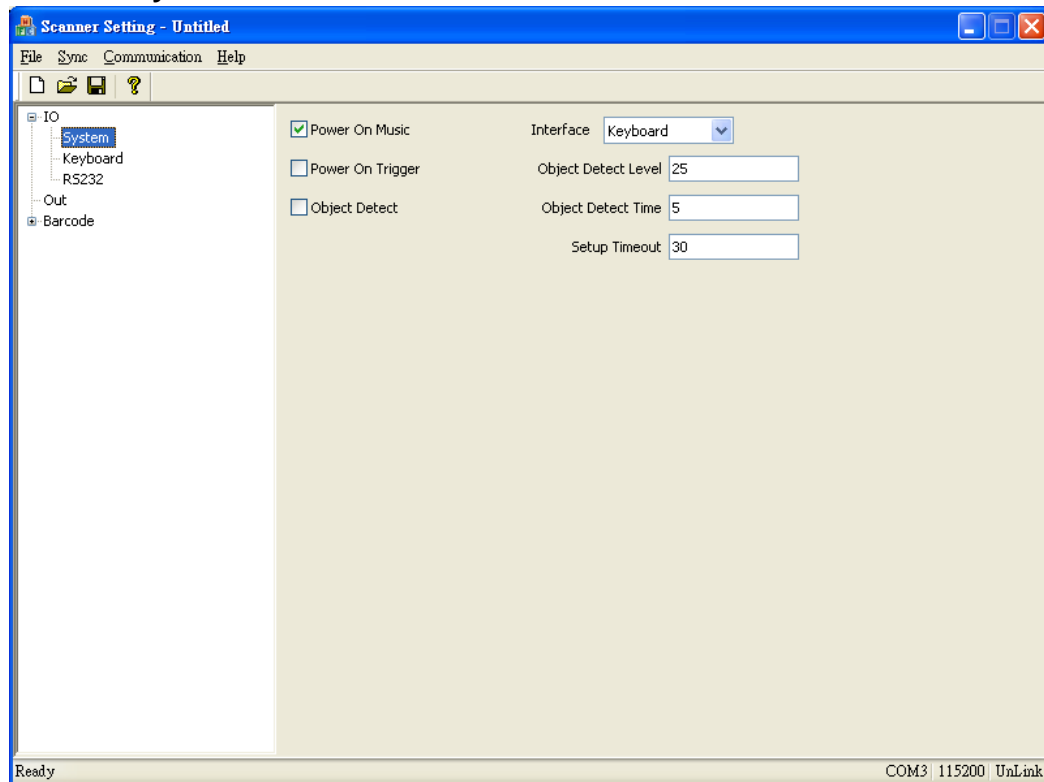 Scanner Setting - Untitled
File Sync Communication Help
IO
System
Keyboard
RS232
Out
Barcode
Power On Music
Interface Keyboard
Power On Trigger
Object Detect Level 25
Object Detect
Object Detect Time 5
Setup Timeout 30
Ready
COM3 115200 UnLink